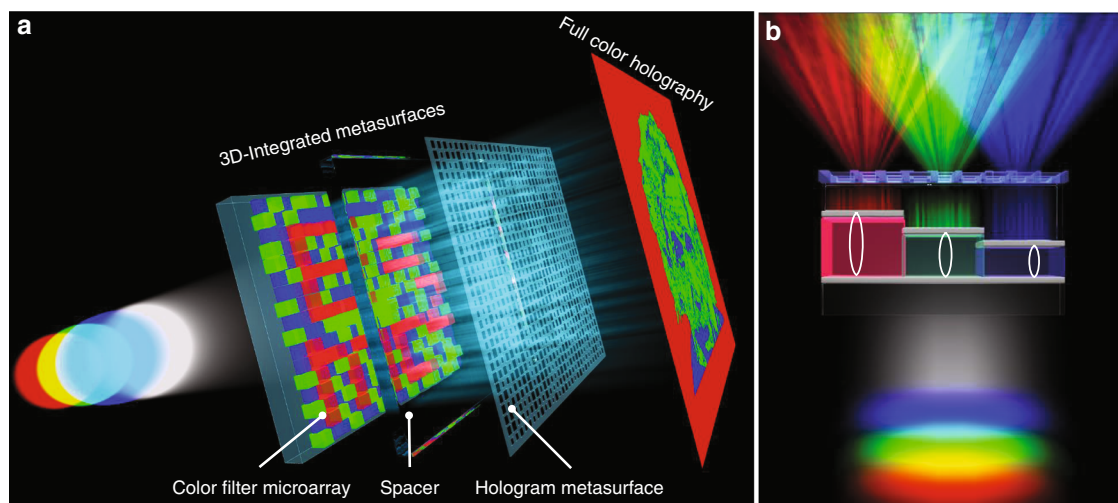 a
3D-Integrated metasurfaces
Full color holography
Color filter microarray
Spacer
Hologram metasurface
b